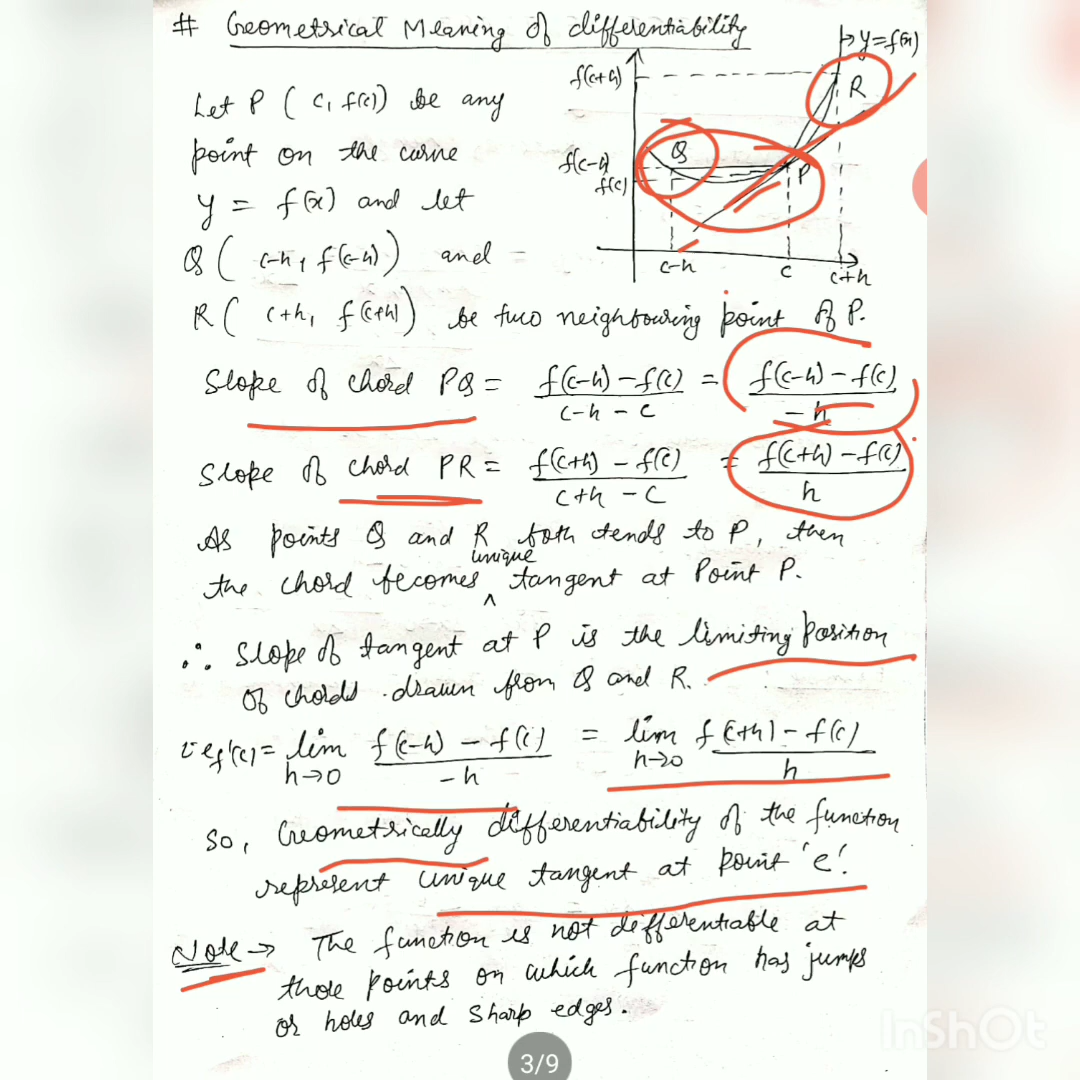 # Geometrical Meaning of differentiability
y=f(x)
f(c+h)
R
Let P ( c, f(c)) be any
point on the curve
Q
f(c-h)
f(c)
P
y = f(x) and let
Q ( c-h, f(c-h) ) and
c-h
c
c+h
R ( c+h, f(c+h) ) be two neighbouring point of P.
Slope of chord PQ = f(c-h) - f(c) / c-h - c = f(c-h) - f(c) / -h
Slope of chord PR = f(c+h) - f(c) / c+h - c = f(c+h) - f(c) / h
As points Q and R both tends to P, then
the chord becomes unique tangent at Point P.
∴ Slope of tangent at P is the limiting position
of chords drawn from Q and R.
i.e f'(c) = lim h→0 f(c-h) - f(c) / -h = lim h→0 f(c+h) - f(c) / h
So, Geometrically differentiability of the function
represent unique tangent at point 'c'.
Note → The function is not differentiable at
those points on which function has jumps
or holes and sharp edges.
InShOt
3/9